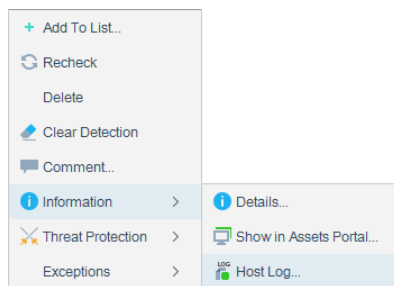 Add To List...
Recheck
Delete
Clear Detection
Comment...
Information
Threat Protection
Exceptions
Details...
Show in Assets Portal...
LOG
Host Log...